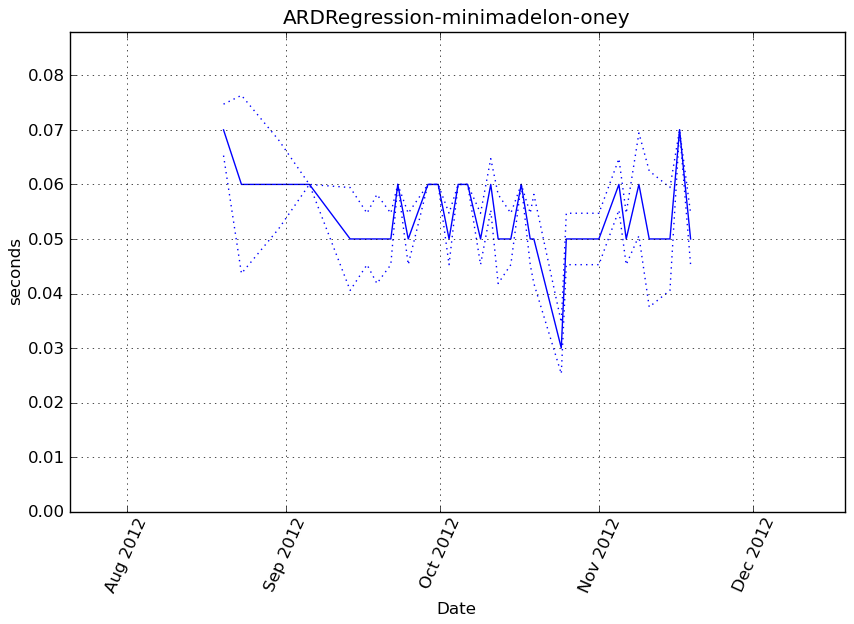 ARDRegression-minimadelon-oney
0.08
0.07
0.06
0.05
0.04
0.03
0.02
0.01
0.00
seconds
Aug 2012
Sep 2012
Oct 2012
Nov 2012
Dec 2012
Date